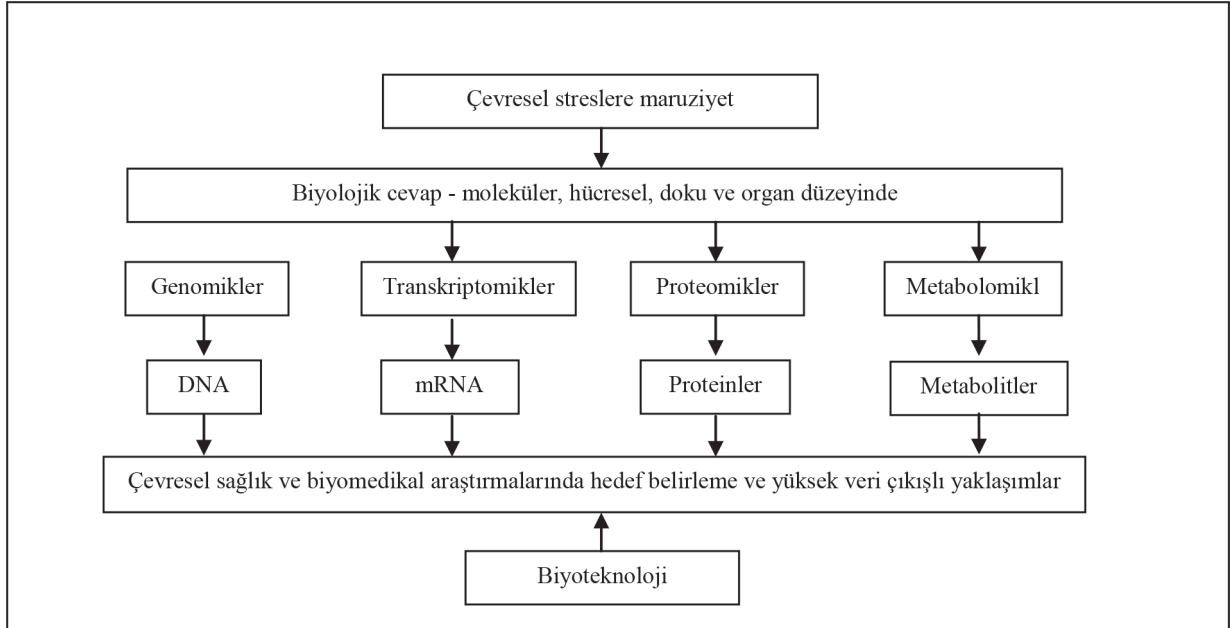 Çevresel streslere maruziyet
Biyolojik cevap - moleküler, hücresel, doku ve organ düzeyinde
Genomikler
Transkriptomikler
Proteomikler
Metabolomikl
DNA
mRNA
Proteinler
Metabolitler
Çevresel sağlık ve biyomedikal araştırmalarında hedef belirleme ve yüksek veri çıkışlı yaklaşımlar
Biyoteknoloji